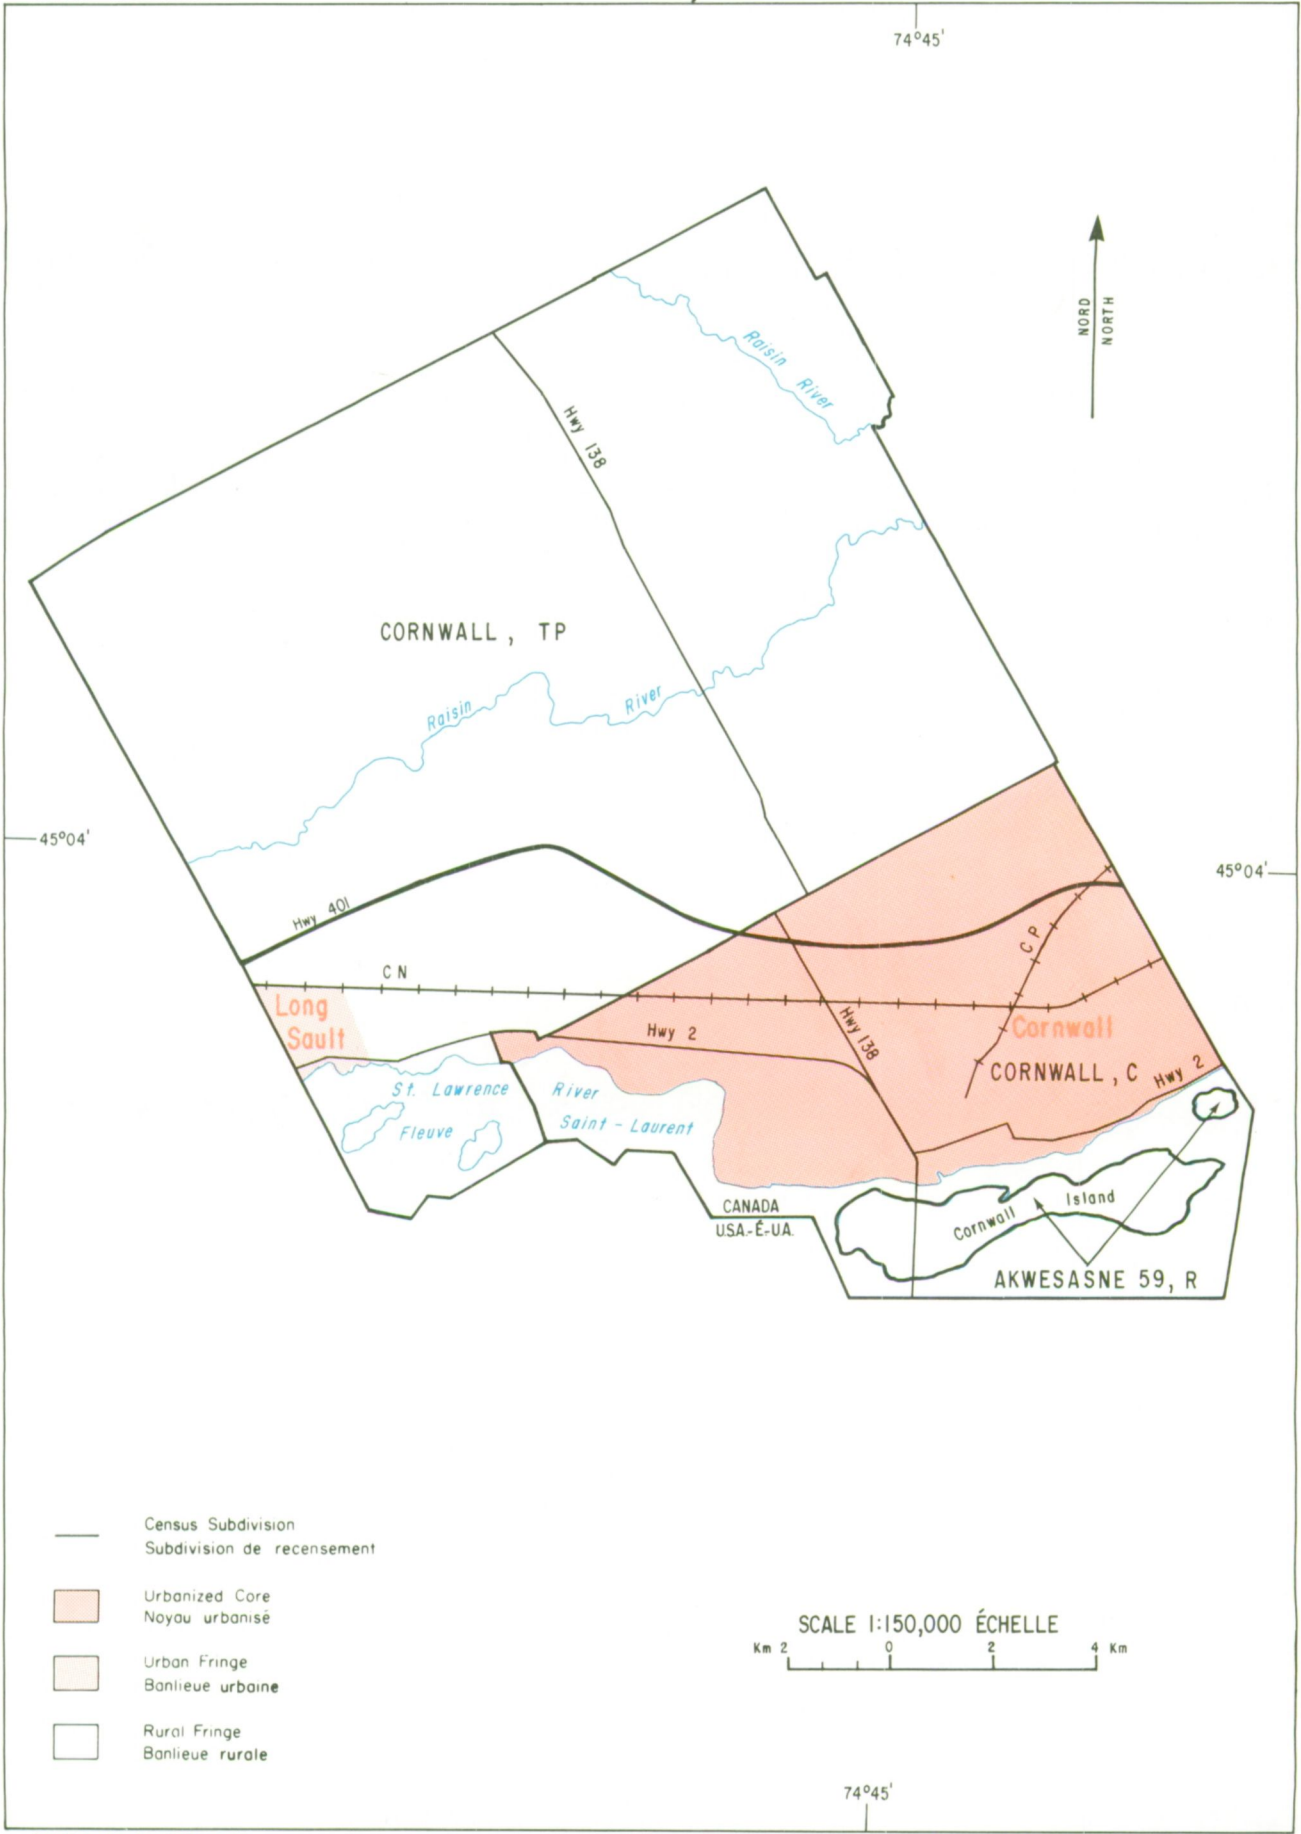 74°45'
NORD
NORTH
Raisin River
Hwy 138
CORNWALL, TP
Raisin River
45°04'
45°04'
Hwy 401
CP
CN
Long
Sault
Hwy 2
Hwy 138
Cornwall
CORNWALL, C
Hwy 2
St. Lawrence River
Fleuve Saint-Laurent
CANADA
U.S.A.-É.-U.A.
Cornwall Island
AKWESASNE 59, R
Census Subdivision
Subdivision de recensement
Urbanized Core
Noyau urbanisé
Urban Fringe
Banlieue urbaine
Rural Fringe
Banlieue rurale
SCALE 1:150,000 ÉCHELLE
Km 2 0 2 4 Km
74°45'